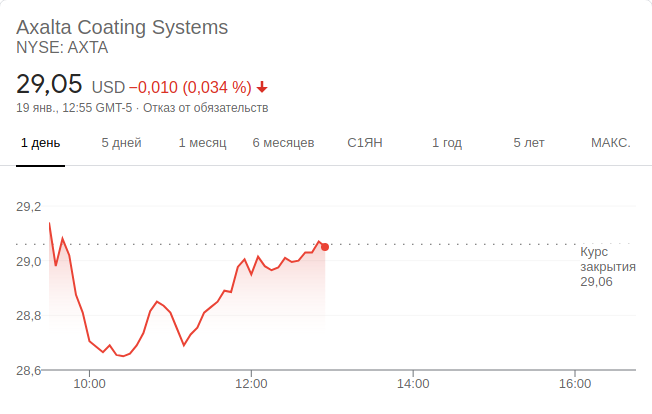 Axalta Coating Systems
NYSE: AXTA
29,05 USD −0,010 (0,034 %)
19 янв., 12:55 GMT-5 · Отказ от обязательств
1 день 5 дней 1 месяц 6 месяцев С1ЯН 1 год 5 лет МАКС.
29,2
29,0
28,8
28,6
Курс
закрытия
29,06
10:00 12:00 14:00 16:00